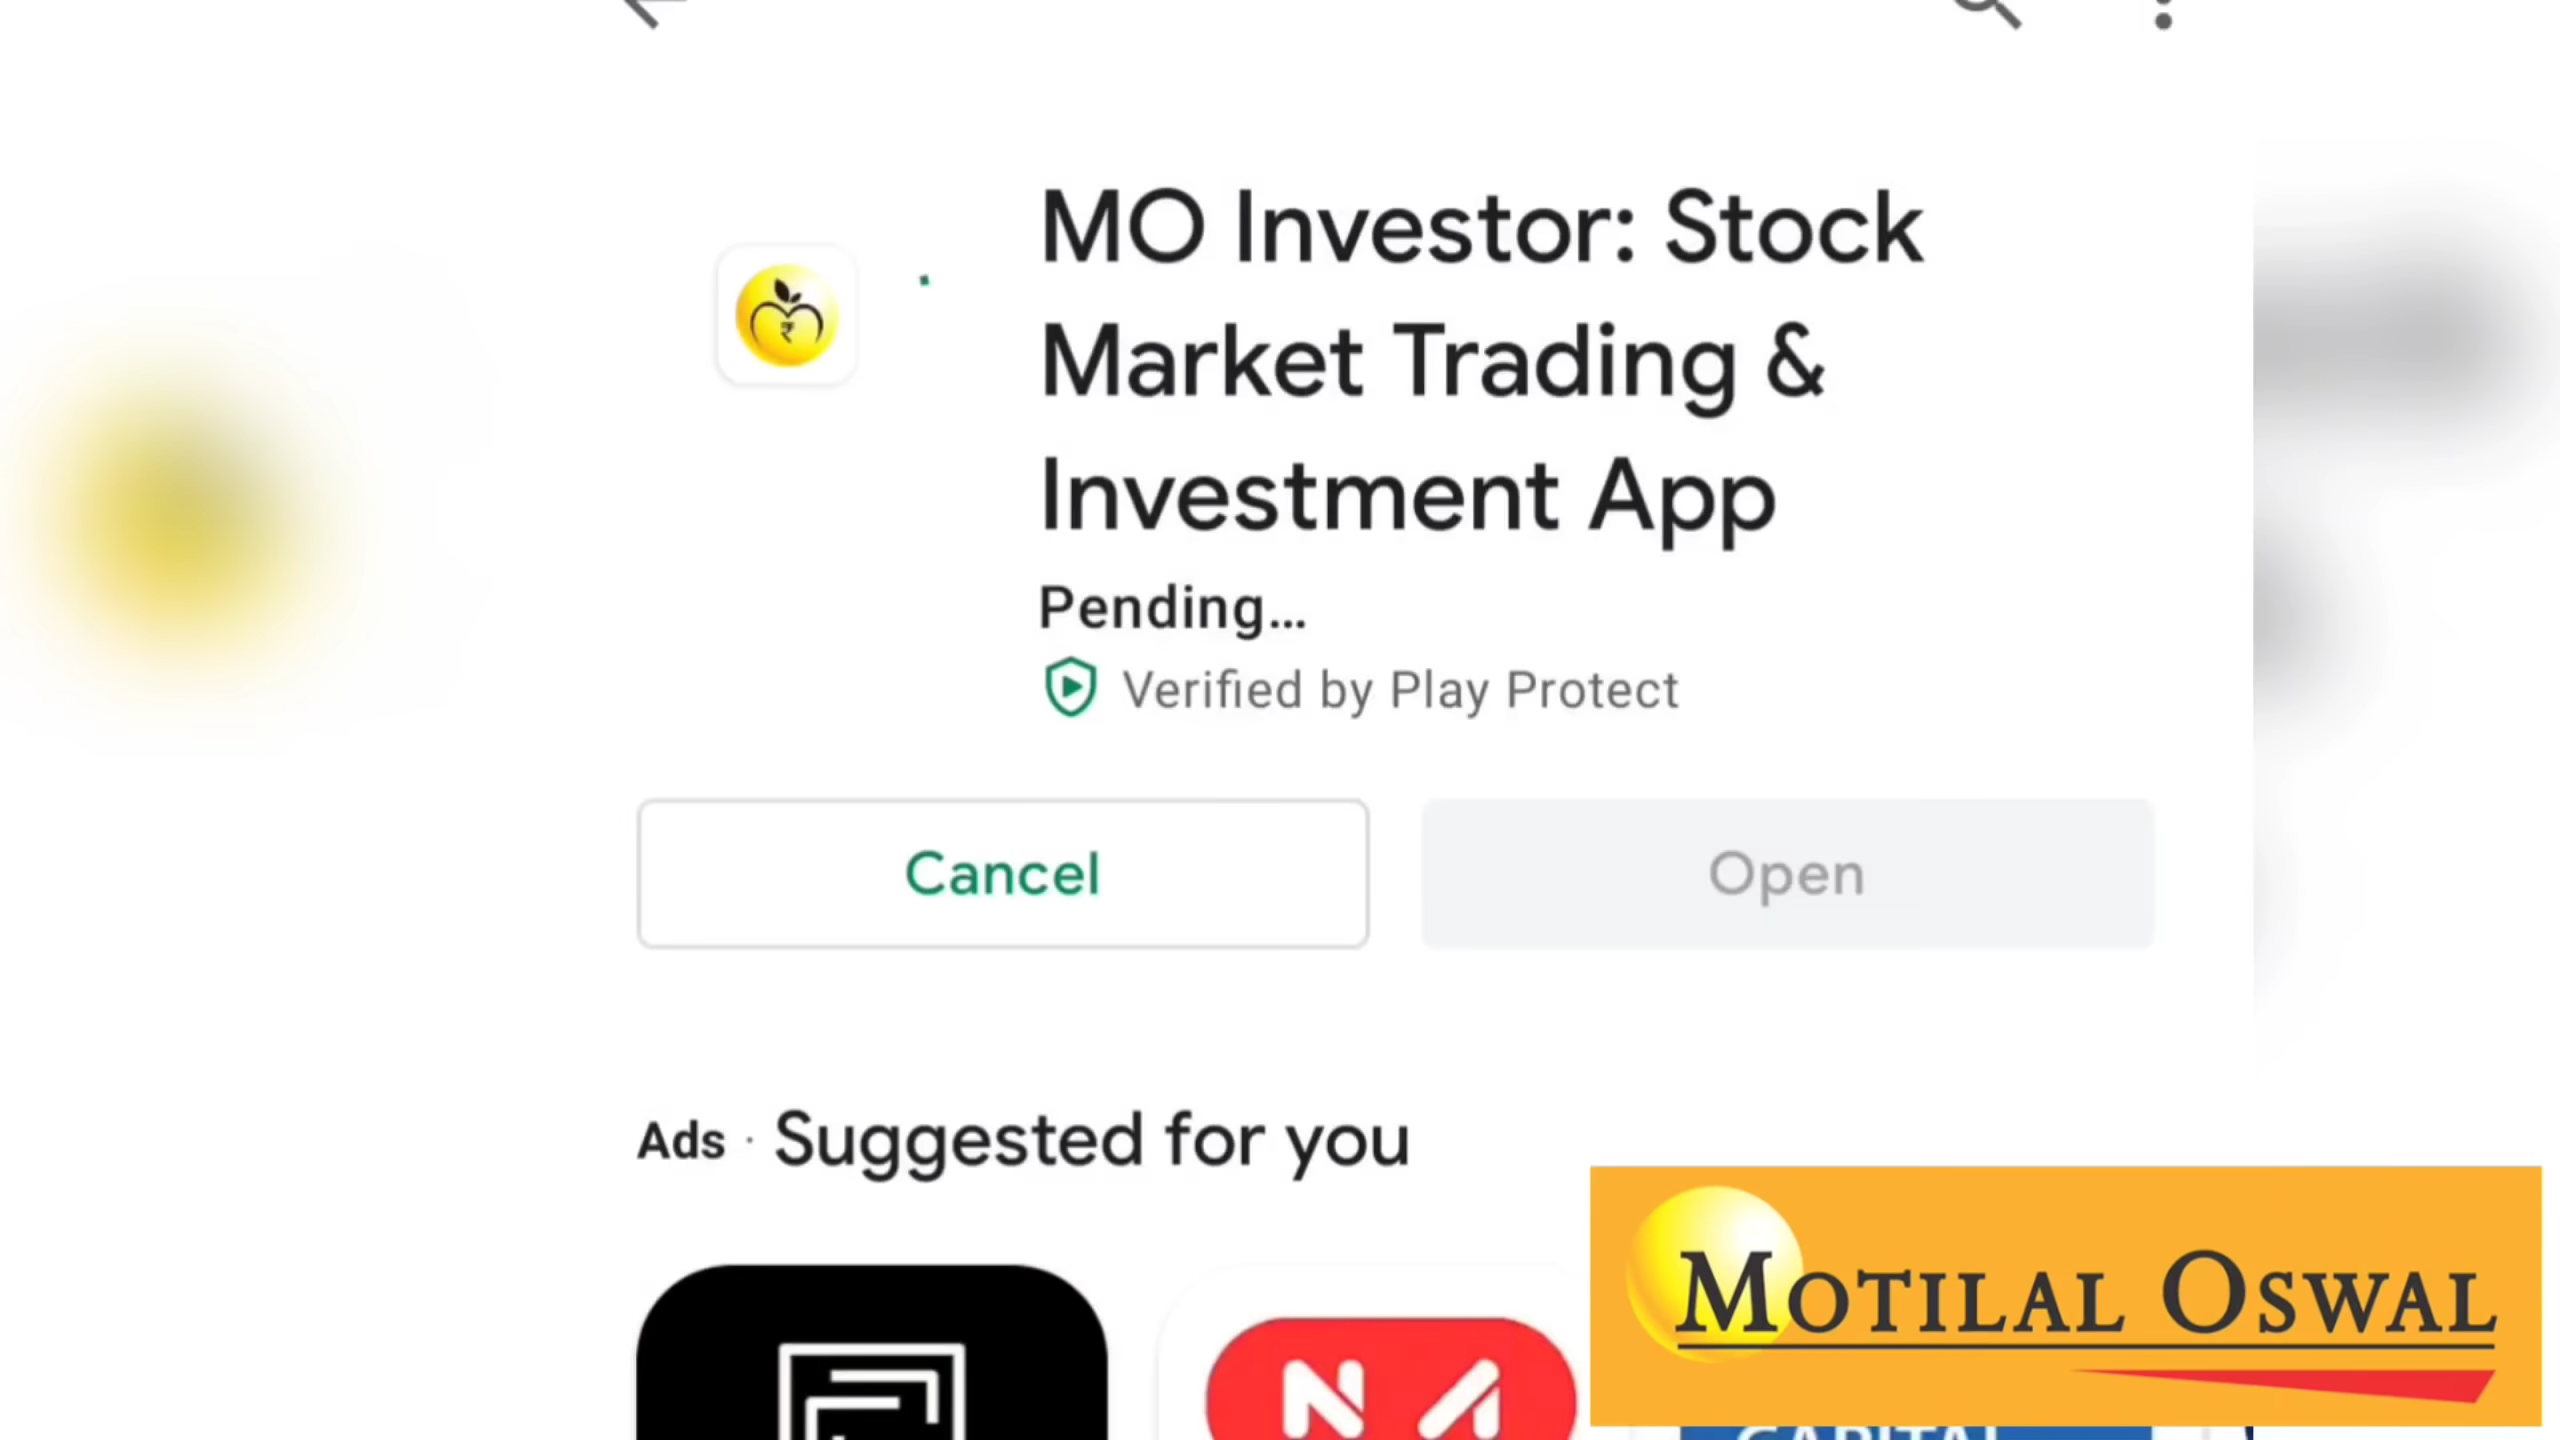 MO Investor: Stock
Market Trading &
Investment App
Pending...
Verified by Play Protect
Cancel
Open
Ads · Suggested for you
MOTILAL OSWAL